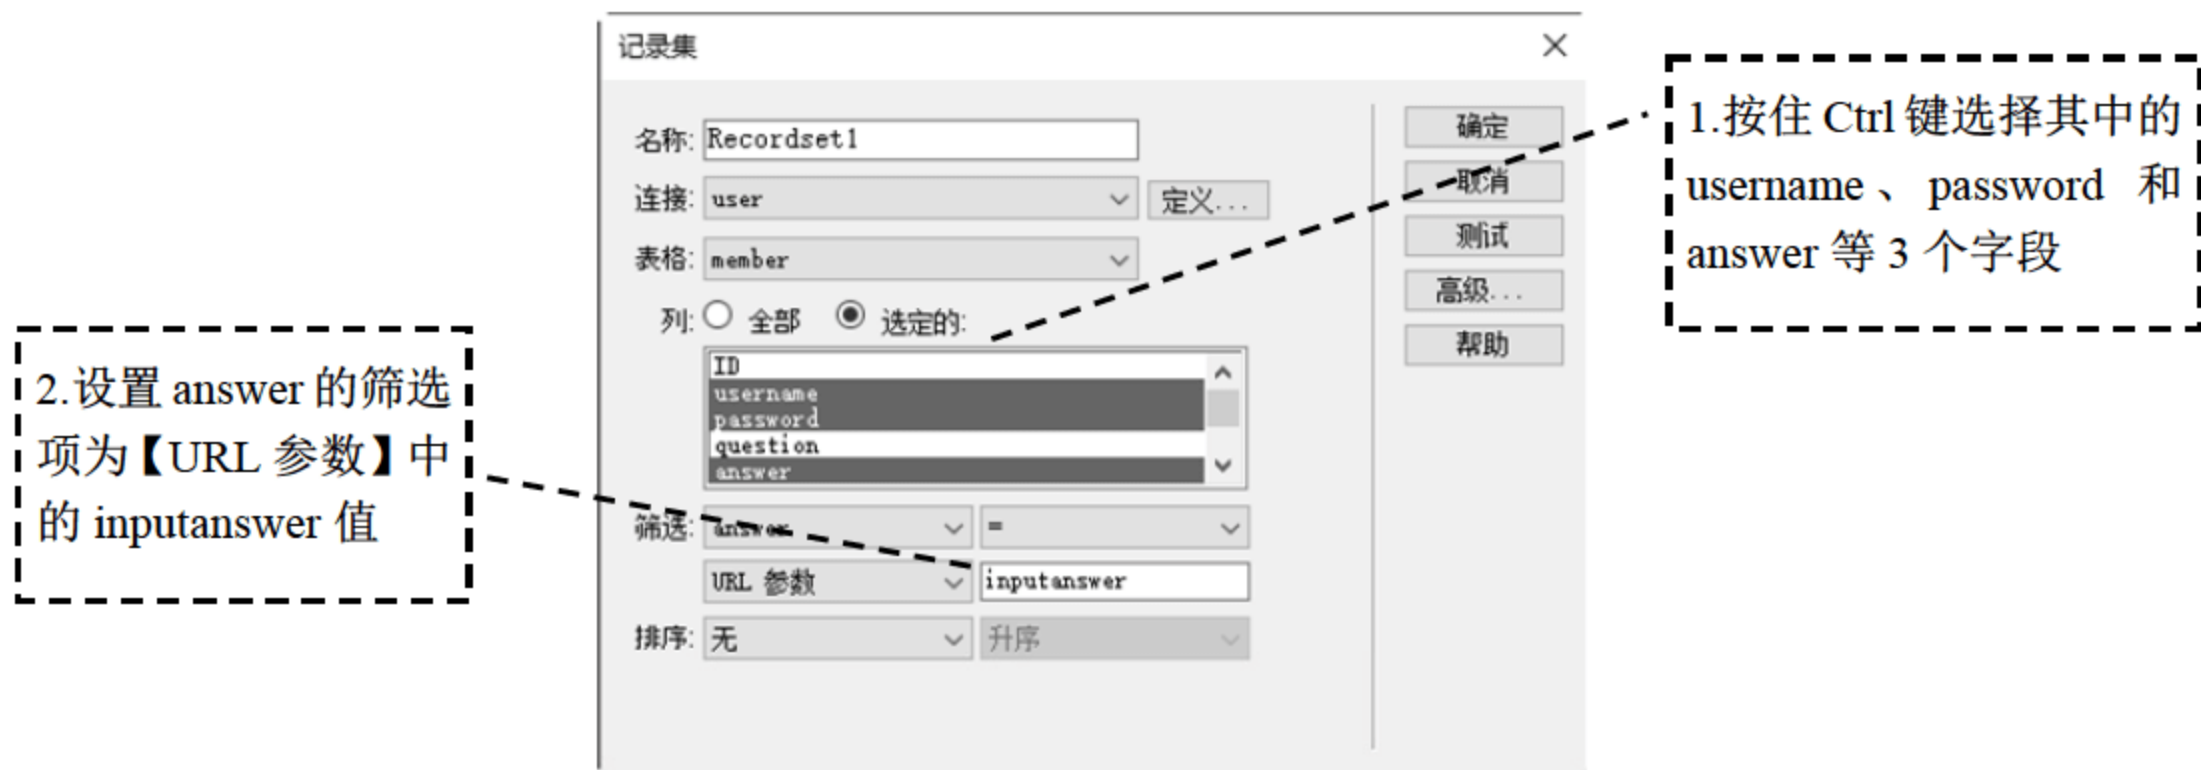 记录集
名称: Recordset1
连接: user 定义...
表格: member
列: 全部 选定的:
ID
username
password
question
answer
筛选: answer =
URL 参数 inputanswer
排序: 无 升序
确定
取消
测试
高级...
帮助
1.按住 Ctrl 键选择其中的
username、password 和
answer 等 3 个字段
2.设置 answer 的筛选
项为【URL 参数】中
的 inputanswer 值